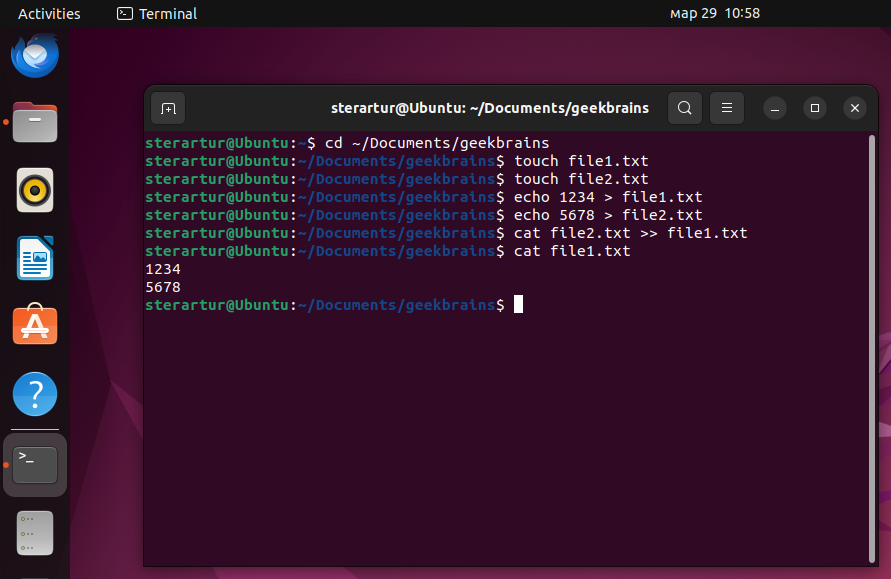 Activities
Terminal
мар 29 10:58
sterartur@Ubuntu: ~/Documents/geekbrains
sterartur@Ubuntu:~$ cd ~/Documents/geekbrains
sterartur@Ubuntu:~/Documents/geekbrains$ touch file1.txt
sterartur@Ubuntu:~/Documents/geekbrains$ touch file2.txt
sterartur@Ubuntu:~/Documents/geekbrains$ echo 1234 > file1.txt
sterartur@Ubuntu:~/Documents/geekbrains$ echo 5678 > file2.txt
sterartur@Ubuntu:~/Documents/geekbrains$ cat file2.txt >> file1.txt
sterartur@Ubuntu:~/Documents/geekbrains$ cat file1.txt
1234
5678
sterartur@Ubuntu:~/Documents/geekbrains$